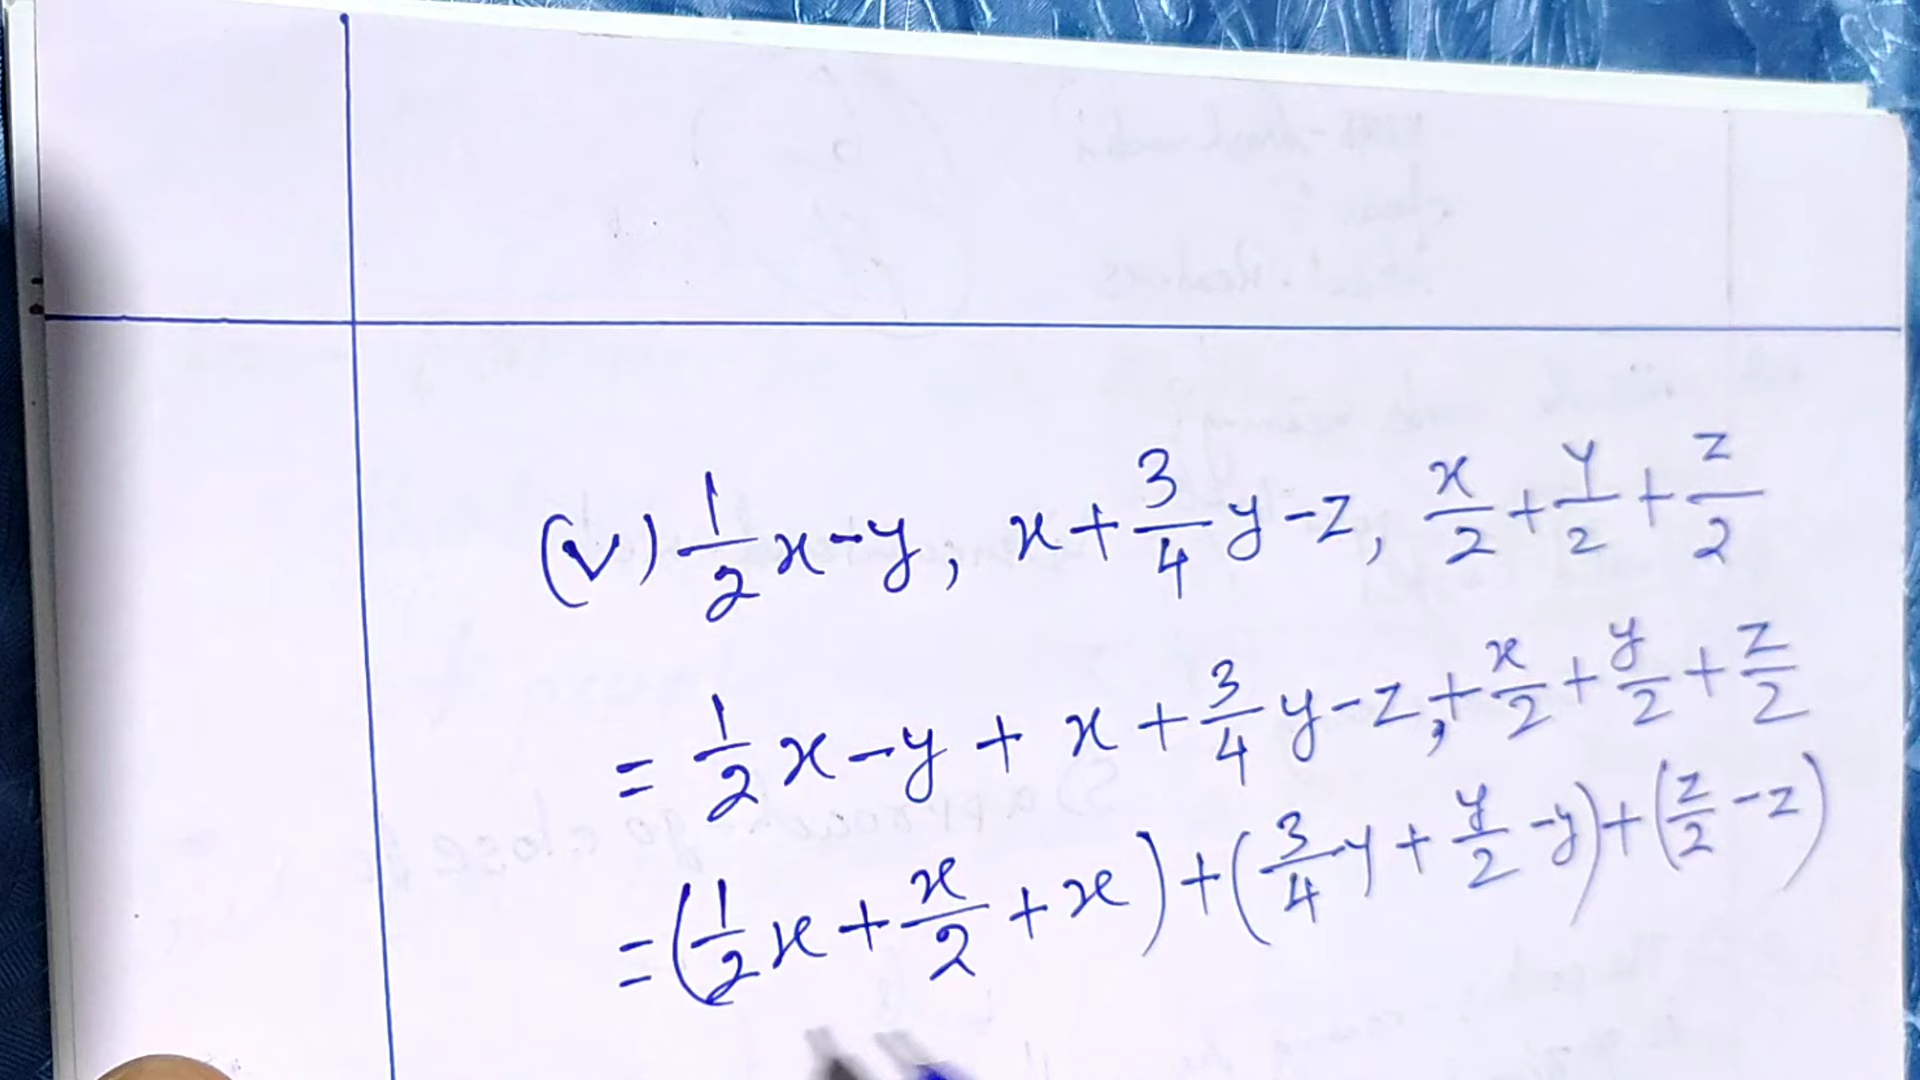 (v) 1/2 x - y, x + 3/4 y - z, x/2 + y/2 + z/2
= 1/2 x - y + x + 3/4 y - z, + x/2 + y/2 + z/2
= (1/2 x + x/2 + x) + (3/4 y + y/2 - y) + (z/2 - z)